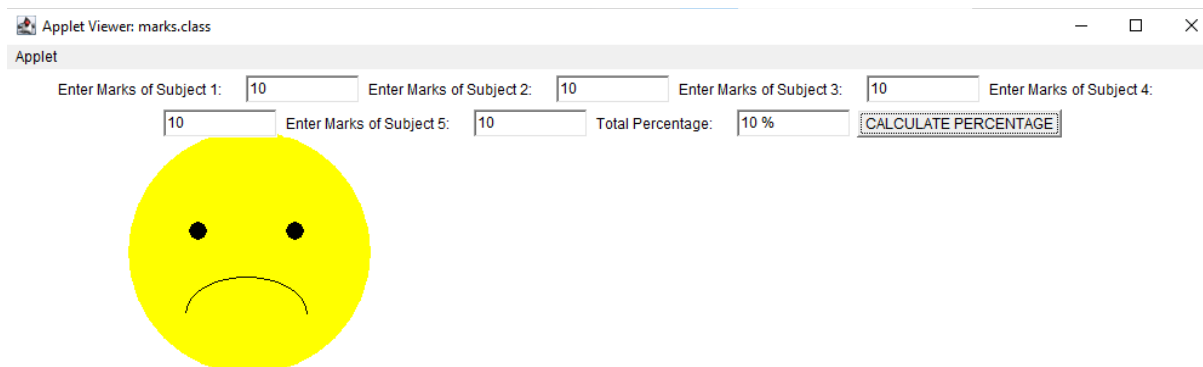 Applet Viewer: marks.class
Applet
Enter Marks of Subject 1: 10 Enter Marks of Subject 2: 10 Enter Marks of Subject 3: 10 Enter Marks of Subject 4:
10 Enter Marks of Subject 5: 10 Total Percentage: 10 % CALCULATE PERCENTAGE